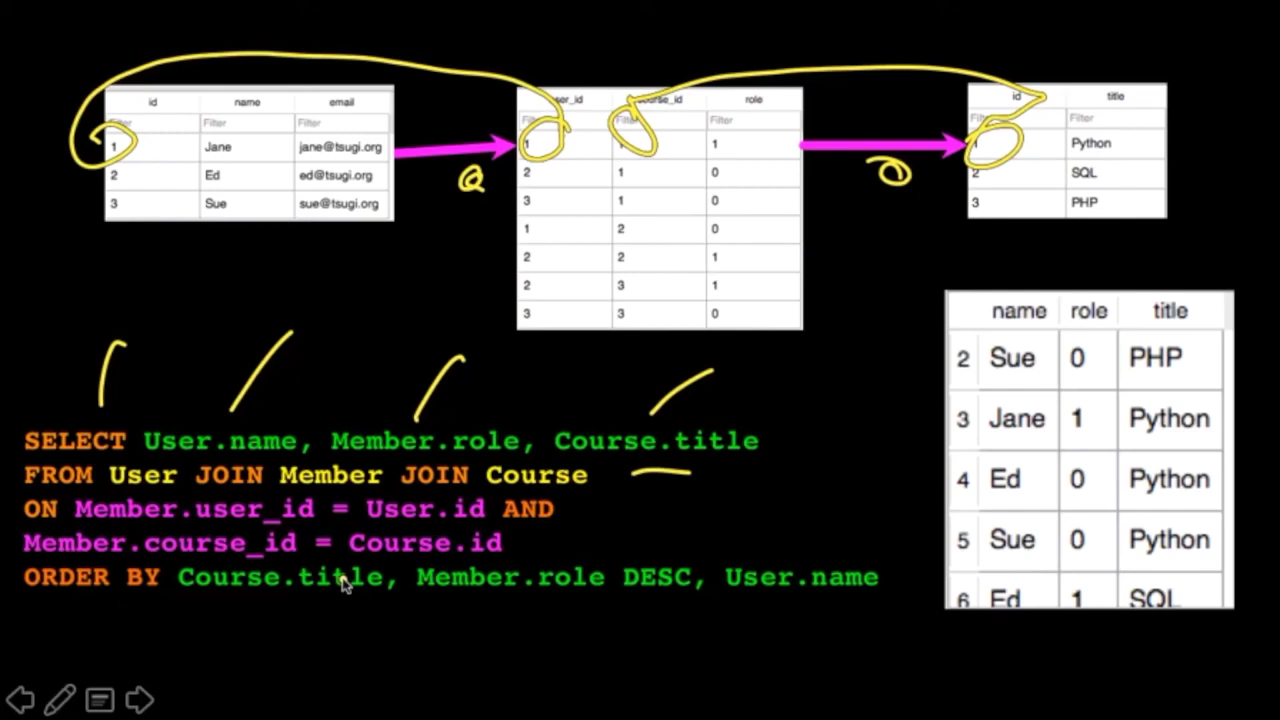 id name email
Filter Filter
1 Jane jane@tsugi.org
2 Ed ed@tsugi.org
3 Sue sue@tsugi.org
role
Filter
1 1
2 1 0
3 1 0
1 2 0
2 2 1
2 3 1
3 3 0
id title
Filter
Python
2 SQL
3 PHP
name role title
2 Sue 0 PHP
3 Jane 1 Python
4 Ed 0 Python
5 Sue 0 Python
6 Ed 1 SQL
SELECT User.name, Member.role, Course.title
FROM User JOIN Member JOIN Course
ON Member.user_id = User.id AND
Member.course_id = Course.id
ORDER BY Course.title, Member.role DESC, User.name